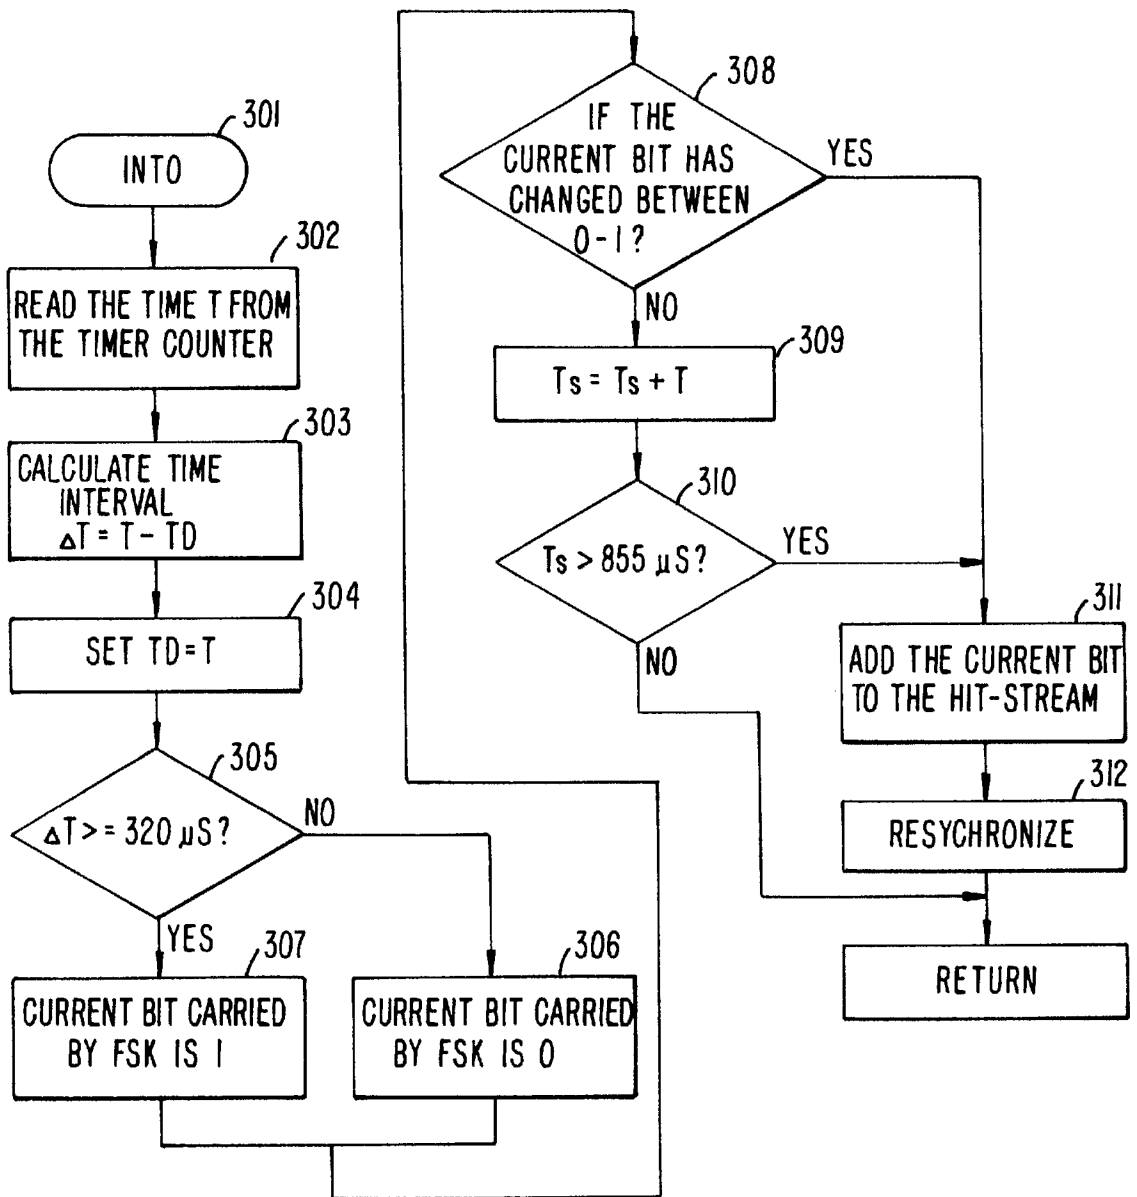 301
INTO
302
READ THE TIME T FROM
THE TIMER COUNTER
303
CALCULATE TIME
INTERVAL
ΔT = T - TD
304
SET TD=T
305
ΔT > = 320 µS?
NO
YES
307
CURRENT BIT CARRIED
BY FSK IS 1
306
CURRENT BIT CARRIED
BY FSK IS 0
308
IF THE
CURRENT BIT HAS
CHANGED BETWEEN
0-1?
YES
NO
309
Ts = Ts + T
310
Ts > 855 µS?
YES
NO
311
ADD THE CURRENT BIT
TO THE HIT-STREAM
312
RESYCHRONIZE
RETURN